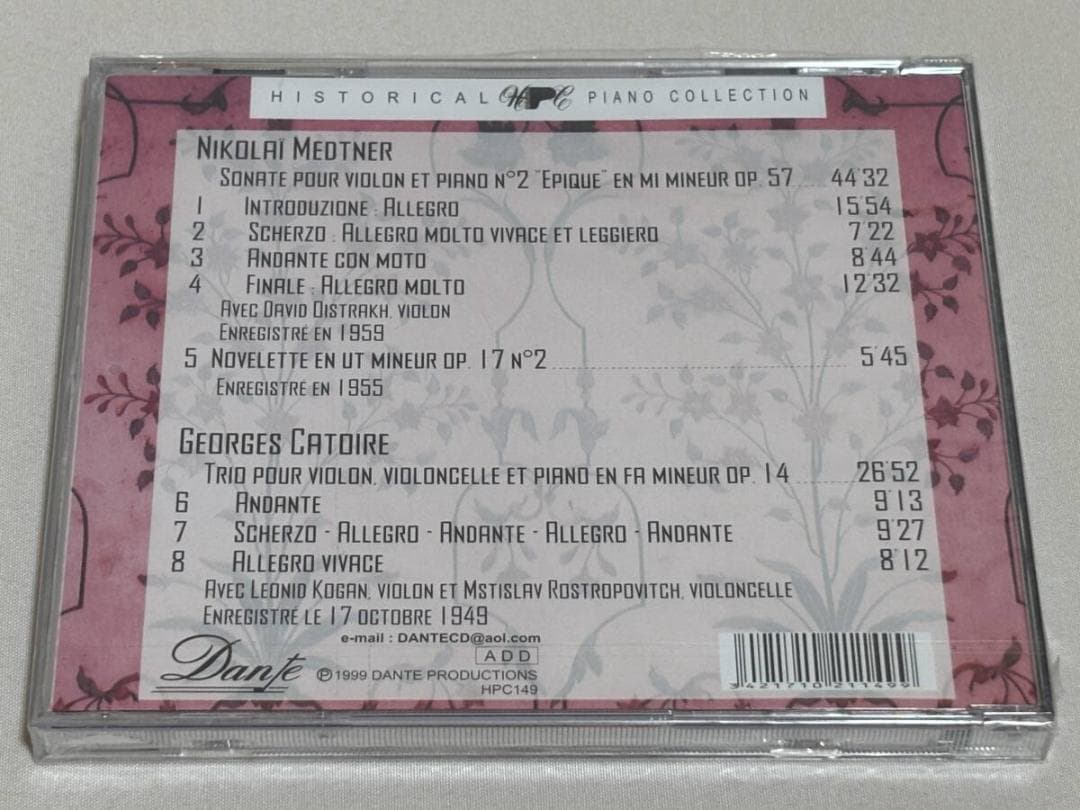 HISTORICAL HPC PIANO COLLECTION
NIKOLAÏ MEDTNER
SONATE POUR VIOLON ET PIANO N°2 "EPIQUE" EN MI MINEUR OP. 57 44'32
1 INTRODUZIONE : ALLEGRO 15'54
2 SCHERZO : ALLEGRO MOLTO VIVACE ET LEGGIERO 7'22
3 ANDANTE CON MOTO 8'44
4 FINALE : ALLEGRO MOLTO 12'32
AVEC DAVID OISTRAKH, VIOLON
ENREGISTRÉ EN 1959
5 NOVELETTE EN UT MINEUR OP. 17 N°2 5'45
ENREGISTRÉ EN 1955
GEORGES CATOIRE
TRIO POUR VIOLON, VIOLONCELLE ET PIANO EN FA MINEUR OP. 14 26'52
6 ANDANTE 9'13
7 SCHERZO - ALLEGRO - ANDANTE - ALLEGRO - ANDANTE 9'27
8 ALLEGRO VIVACE 8'12
AVEC LEONID KOGAN, VIOLON ET MSTISLAV ROSTROPOVITCH, VIOLONCELLE
ENREGISTRÉ LE 17 OCTOBRE 1949
e-mail : DANTECD@aol.com
Dante
ADD
℗©1999 DANTE PRODUCTIONS
HPC149
3 421710 211499